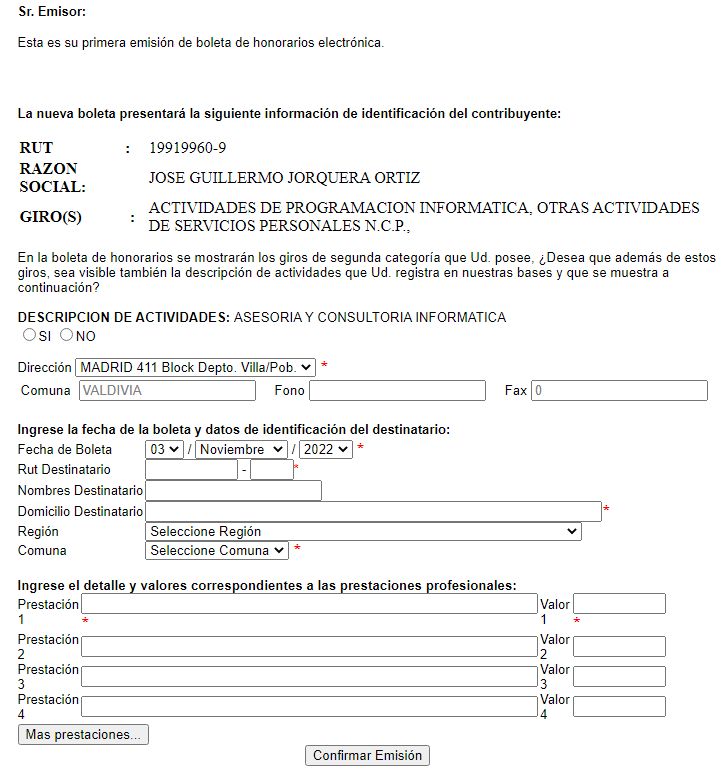 Sr. Emisor:
Esta es su primera emisión de boleta de honorarios electrónica.
La nueva boleta presentará la siguiente información de identificación del contribuyente:
RUT : 19919960-9
RAZON SOCIAL: JOSE GUILLERMO JORQUERA ORTIZ
GIRO(S) : ACTIVIDADES DE PROGRAMACION INFORMATICA, OTRAS ACTIVIDADES
DE SERVICIOS PERSONALES N.C.P.,
En la boleta de honorarios se mostrarán los giros de segunda categoría que Ud. posee, ¿Desea que además de estos
giros, sea visible también la descripción de actividades que Ud. registra en nuestras bases y que se muestra a
continuación?
DESCRIPCION DE ACTIVIDADES: ASESORIA Y CONSULTORIA INFORMATICA
SI NO
Dirección MADRID 411 Block Depto. Villa/Pob. *
Comuna VALDIVIA Fono Fax 0
Ingrese la fecha de la boleta y datos de identificación del destinatario:
Fecha de Boleta 03 / Noviembre / 2022 *
Rut Destinatario - *
Nombres Destinatario
Domicilio Destinatario *
Región Seleccione Región
Comuna Seleccione Comuna *
Ingrese el detalle y valores correspondientes a las prestaciones profesionales:
Prestación Valor
1 * 1 *
Prestación Valor
2 2
Prestación Valor
3 3
Prestación Valor
4 4
Mas prestaciones...
Confirmar Emisión